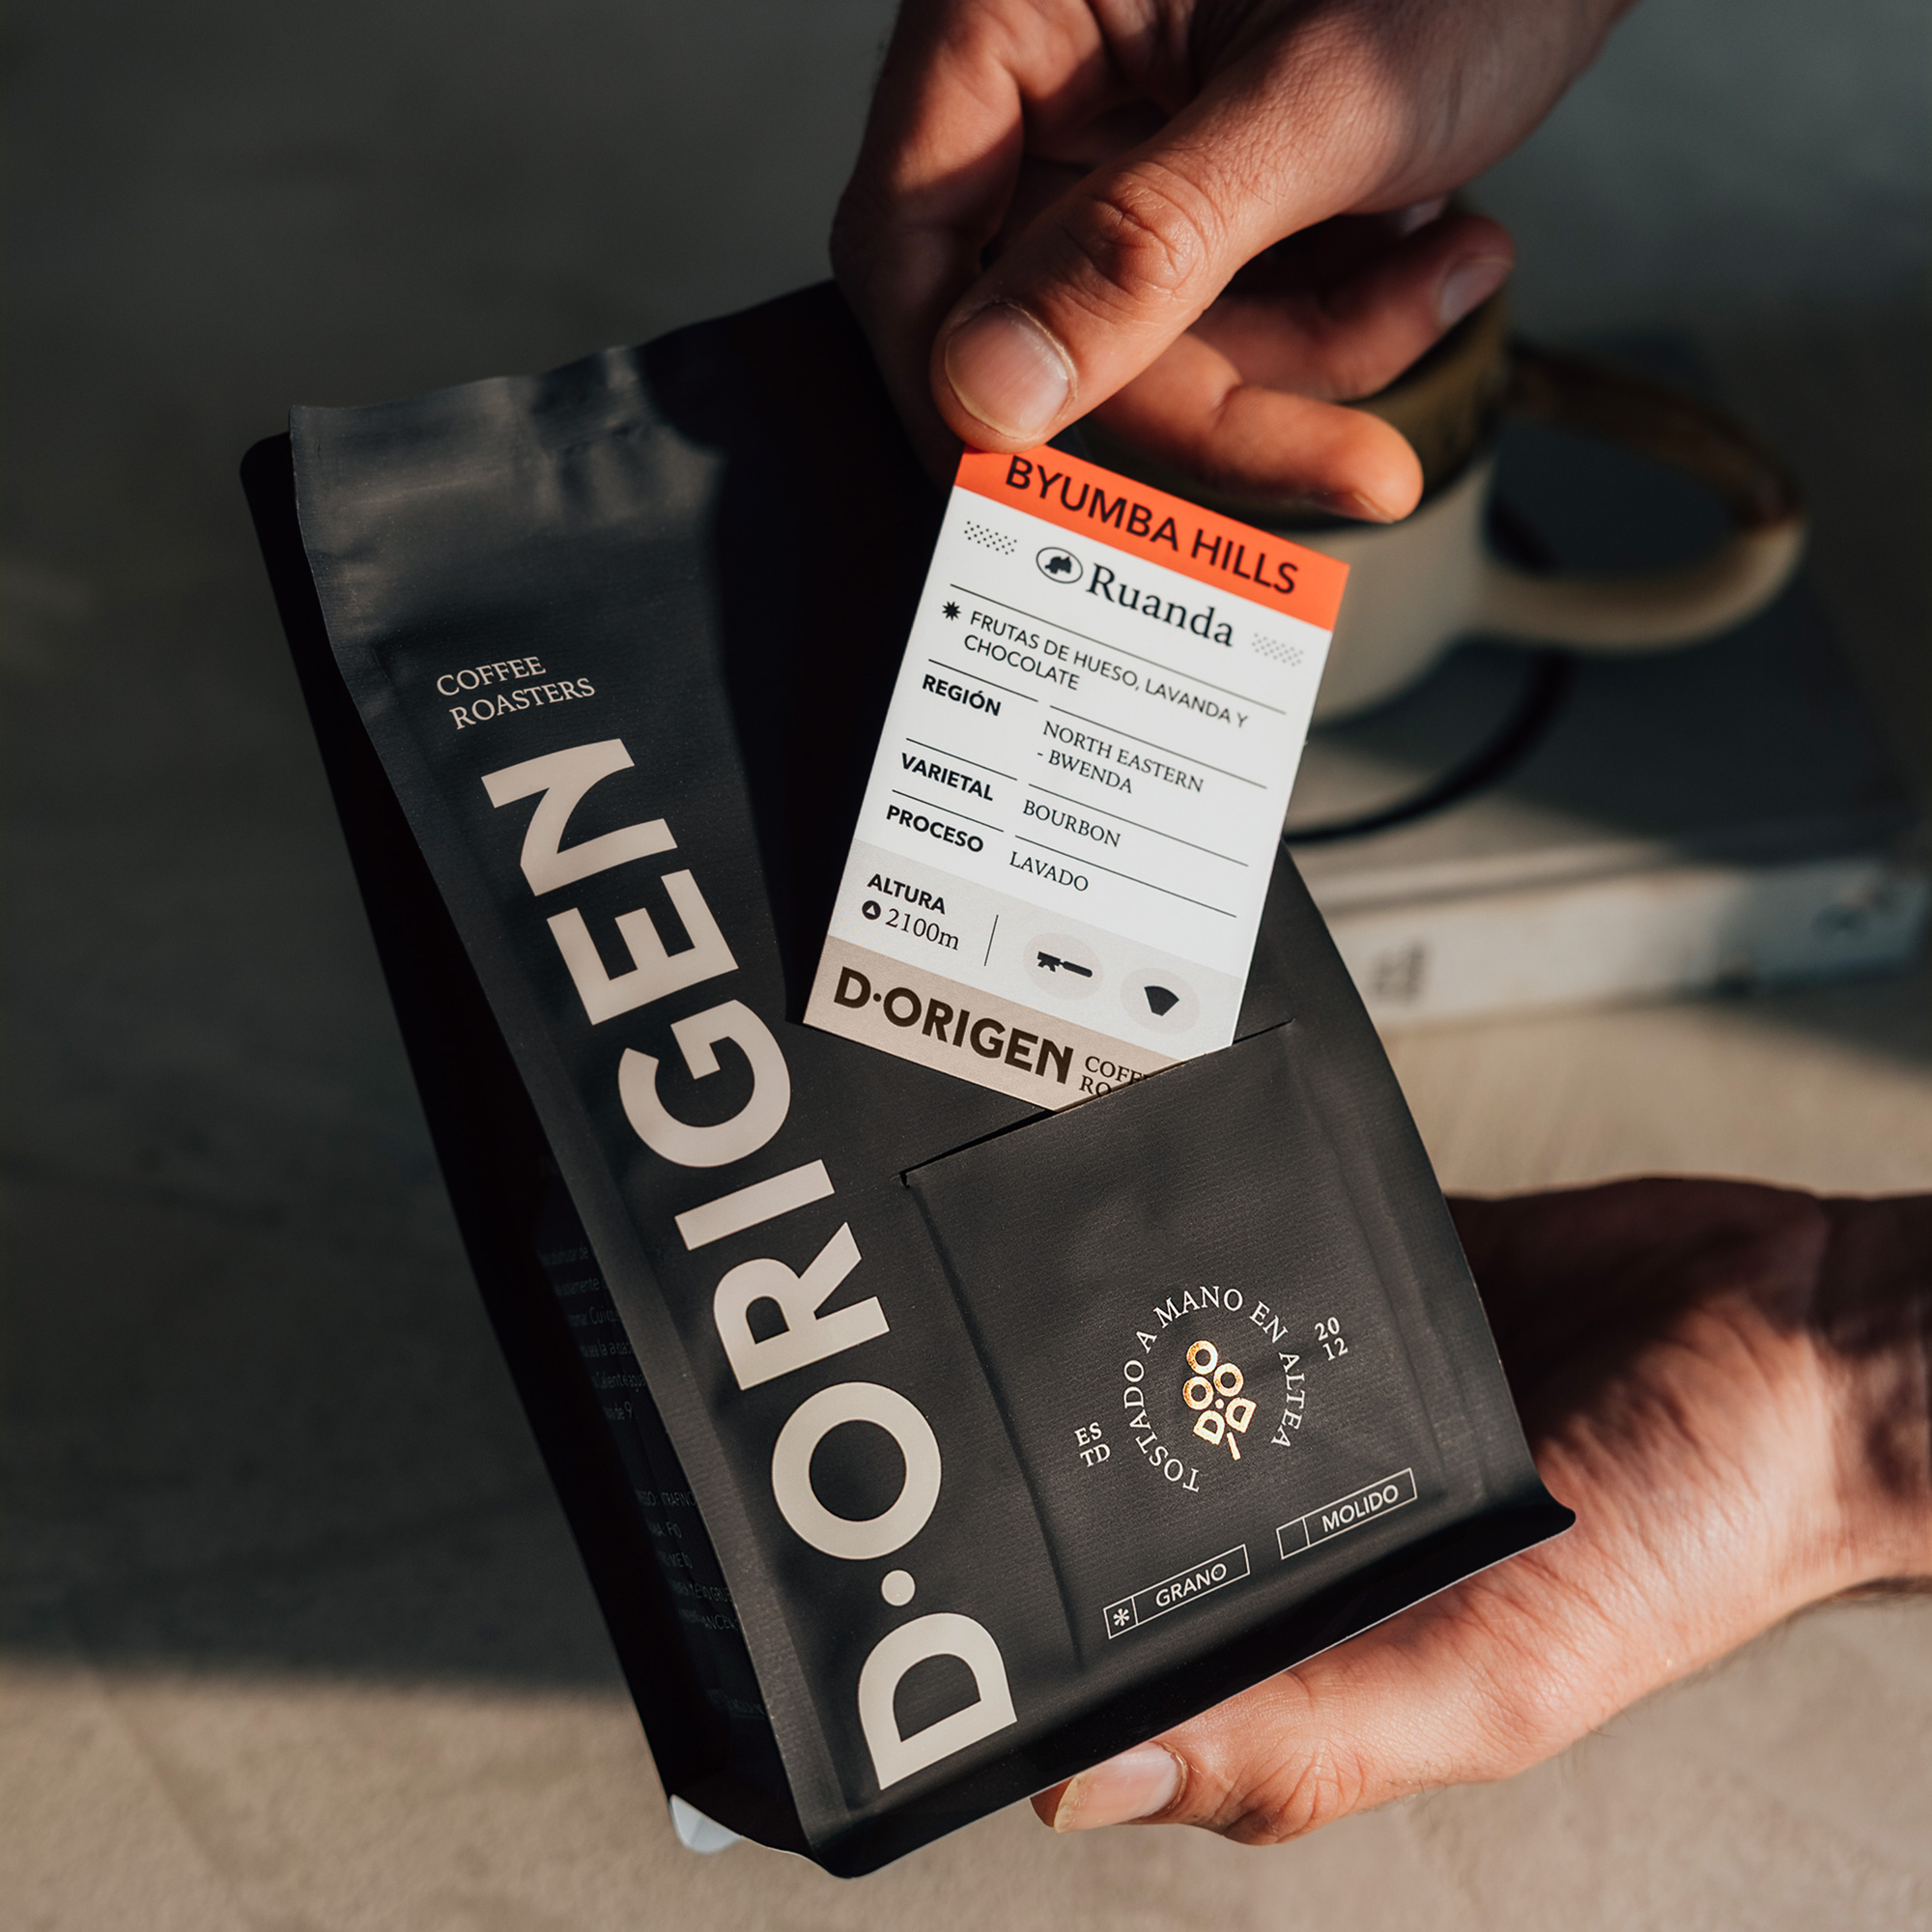 COFFEE
ROASTERS
D·ORIGEN
BYUMBA HILLS
Ruanda
FRUTAS DE HUESO, LAVANDA Y
CHOCOLATE
REGIÓN
NORTH EASTERN
- BWENDA
VARIETAL
BOURBON
PROCESO
LAVADO
ALTURA
2100m
D·ORIGEN
TOSTADO A MANO EN ALTEA
ES
TD
20
12
* GRANO
MOLIDO